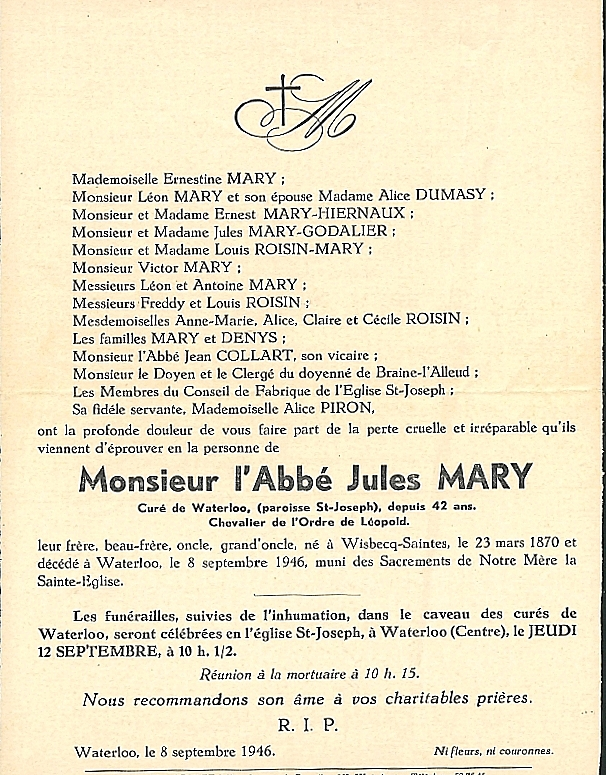 M
Mademoiselle Ernestine MARY ;
Monsieur Léon MARY et son épouse Madame Alice DUMASY ;
Monsieur et Madame Ernest MARY-HIERNAUX ;
Monsieur et Madame Jules MARY-GODALIER ;
Monsieur et Madame Louis ROISIN-MARY ;
Monsieur Victor MARY ;
Messieurs Léon et Antoine MARY ;
Messieurs Freddy et Louis ROISIN ;
Mesdemoiselles Anne-Marie, Alice, Claire et Cécile ROISIN ;
Les familles MARY et DENYS ;
Monsieur l'Abbé Jean COLLART, son vicaire ;
Monsieur le Doyen et le Clergé du doyenné de Braine-l'Alleud ;
Les Membres du Conseil de Fabrique de l'Eglise St-Joseph ;
Sa fidéle servante, Mademoiselle Alice PIRON,
ont la profonde douleur de vous faire part de la perte cruelle et irréparable qu'ils
viennent d'éprouver en la personne de
Monsieur l'Abbé Jules MARY
Curé de Waterloo, (paroisse St-Joseph), depuis 42 ans.
Chevalier de l'Ordre de Léopold.
leur frère, beau-frère, oncle, grand'oncle, né à Wisbecq-Saintes, le 23 mars 1870 et
décédé à Waterloo, le 8 septembre 1946, muni des Sacrements de Notre Mère la
Sainte-Eglise.
Les funérailles, suivies de l'inhumation, dans le caveau des curés de
Waterloo, seront célébrées en l'église St-Joseph, à Waterloo (Centre), le JEUDI
12 SEPTEMBRE, à 10 h. 1/2.
Réunion à la mortuaire à 10 h. 15.
Nous recommandons son âme à vos charitables prières.
R. I. P.
Waterloo, le 8 septembre 1946. Ni fleurs, ni couronnes.